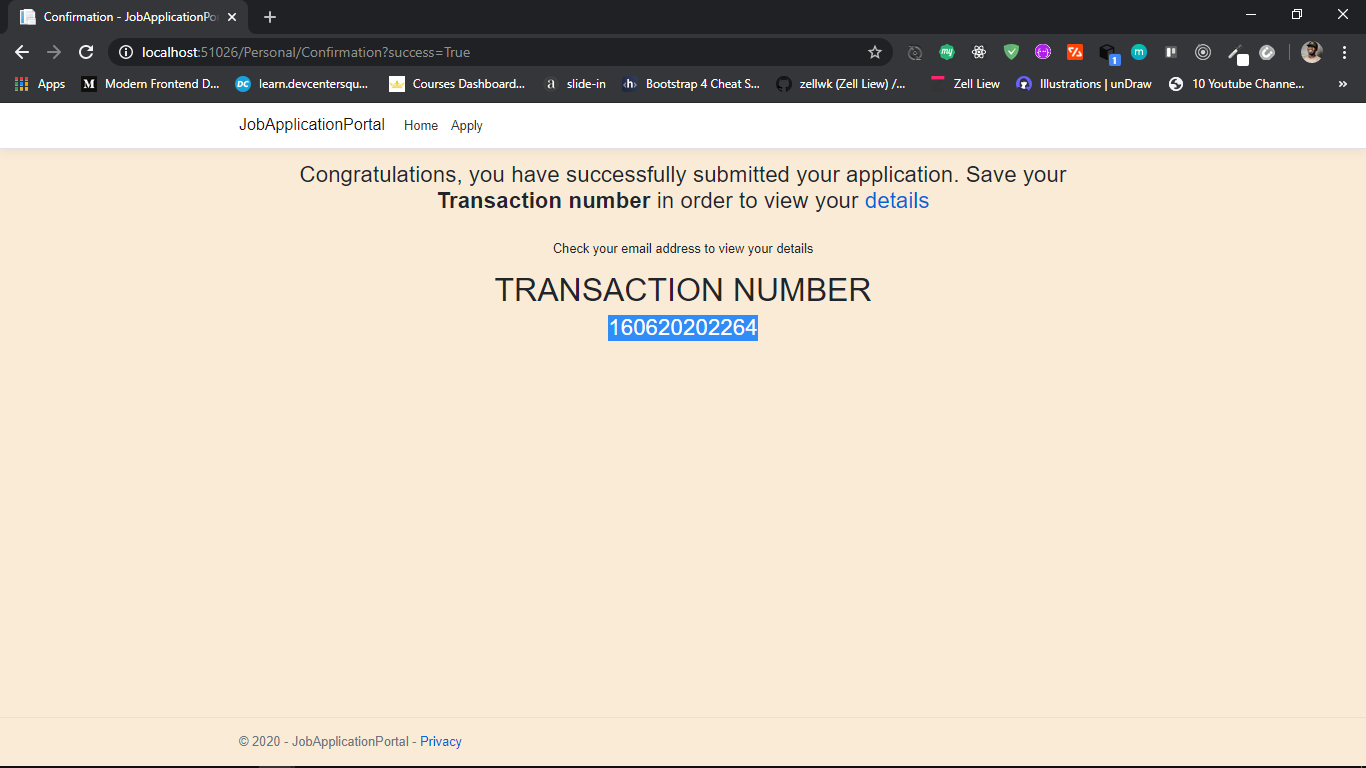 Confirmation - JobApplicationPo
localhost:51026/Personal/Confirmation?success=True
Apps Modern Frontend D... learn.devcentersqu... Courses Dashboard... slide-in Bootstrap 4 Cheat S... zellwk (Zell Liew) /... Zell Liew Illustrations | unDraw 10 Youtube Channe... »
JobApplicationPortal Home Apply
Congratulations, you have successfully submitted your application. Save your
Transaction number in order to view your details
Check your email address to view your details
TRANSACTION NUMBER
160620202264
© 2020 - JobApplicationPortal - Privacy